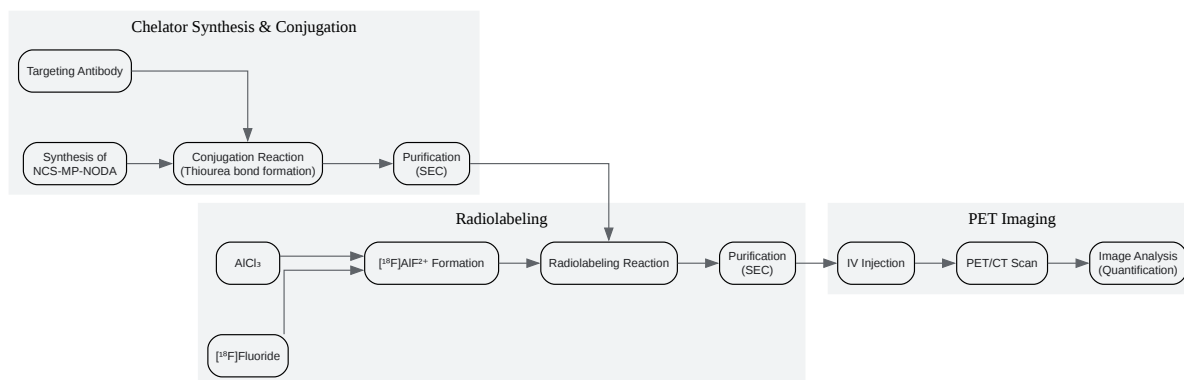 Chelator Synthesis & Conjugation
Targeting Antibody
Synthesis of
NCS-MP-NODA
Conjugation Reaction
(Thiourea bond formation)
Purification
(SEC)
Radiolabeling
AlCl₃
[¹⁸F]AlF²⁺ Formation
Radiolabeling Reaction
Purification
(SEC)
[¹⁸F]Fluoride
PET Imaging
IV Injection
PET/CT Scan
Image Analysis
(Quantification)